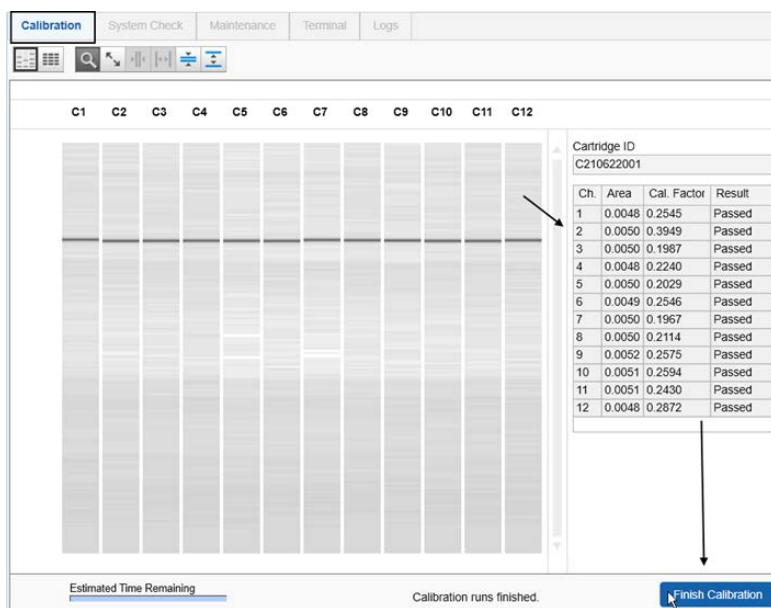 Calibration System Check Maintenance Terminal Logs
C1 C2 C3 C4 C5 C6 C7 C8 C9 C10 C11 C12
Cartridge ID
C210622001
Ch. Area Cal. Factor Result
1 0.0048 0.2545 Passed
2 0.0050 0.3949 Passed
3 0.0050 0.1987 Passed
4 0.0048 0.2240 Passed
5 0.0050 0.2029 Passed
6 0.0049 0.2546 Passed
7 0.0050 0.1967 Passed
8 0.0050 0.2114 Passed
9 0.0052 0.2575 Passed
10 0.0051 0.2594 Passed
11 0.0051 0.2430 Passed
12 0.0048 0.2872 Passed
Estimated Time Remaining
Calibration runs finished.
Finish Calibration